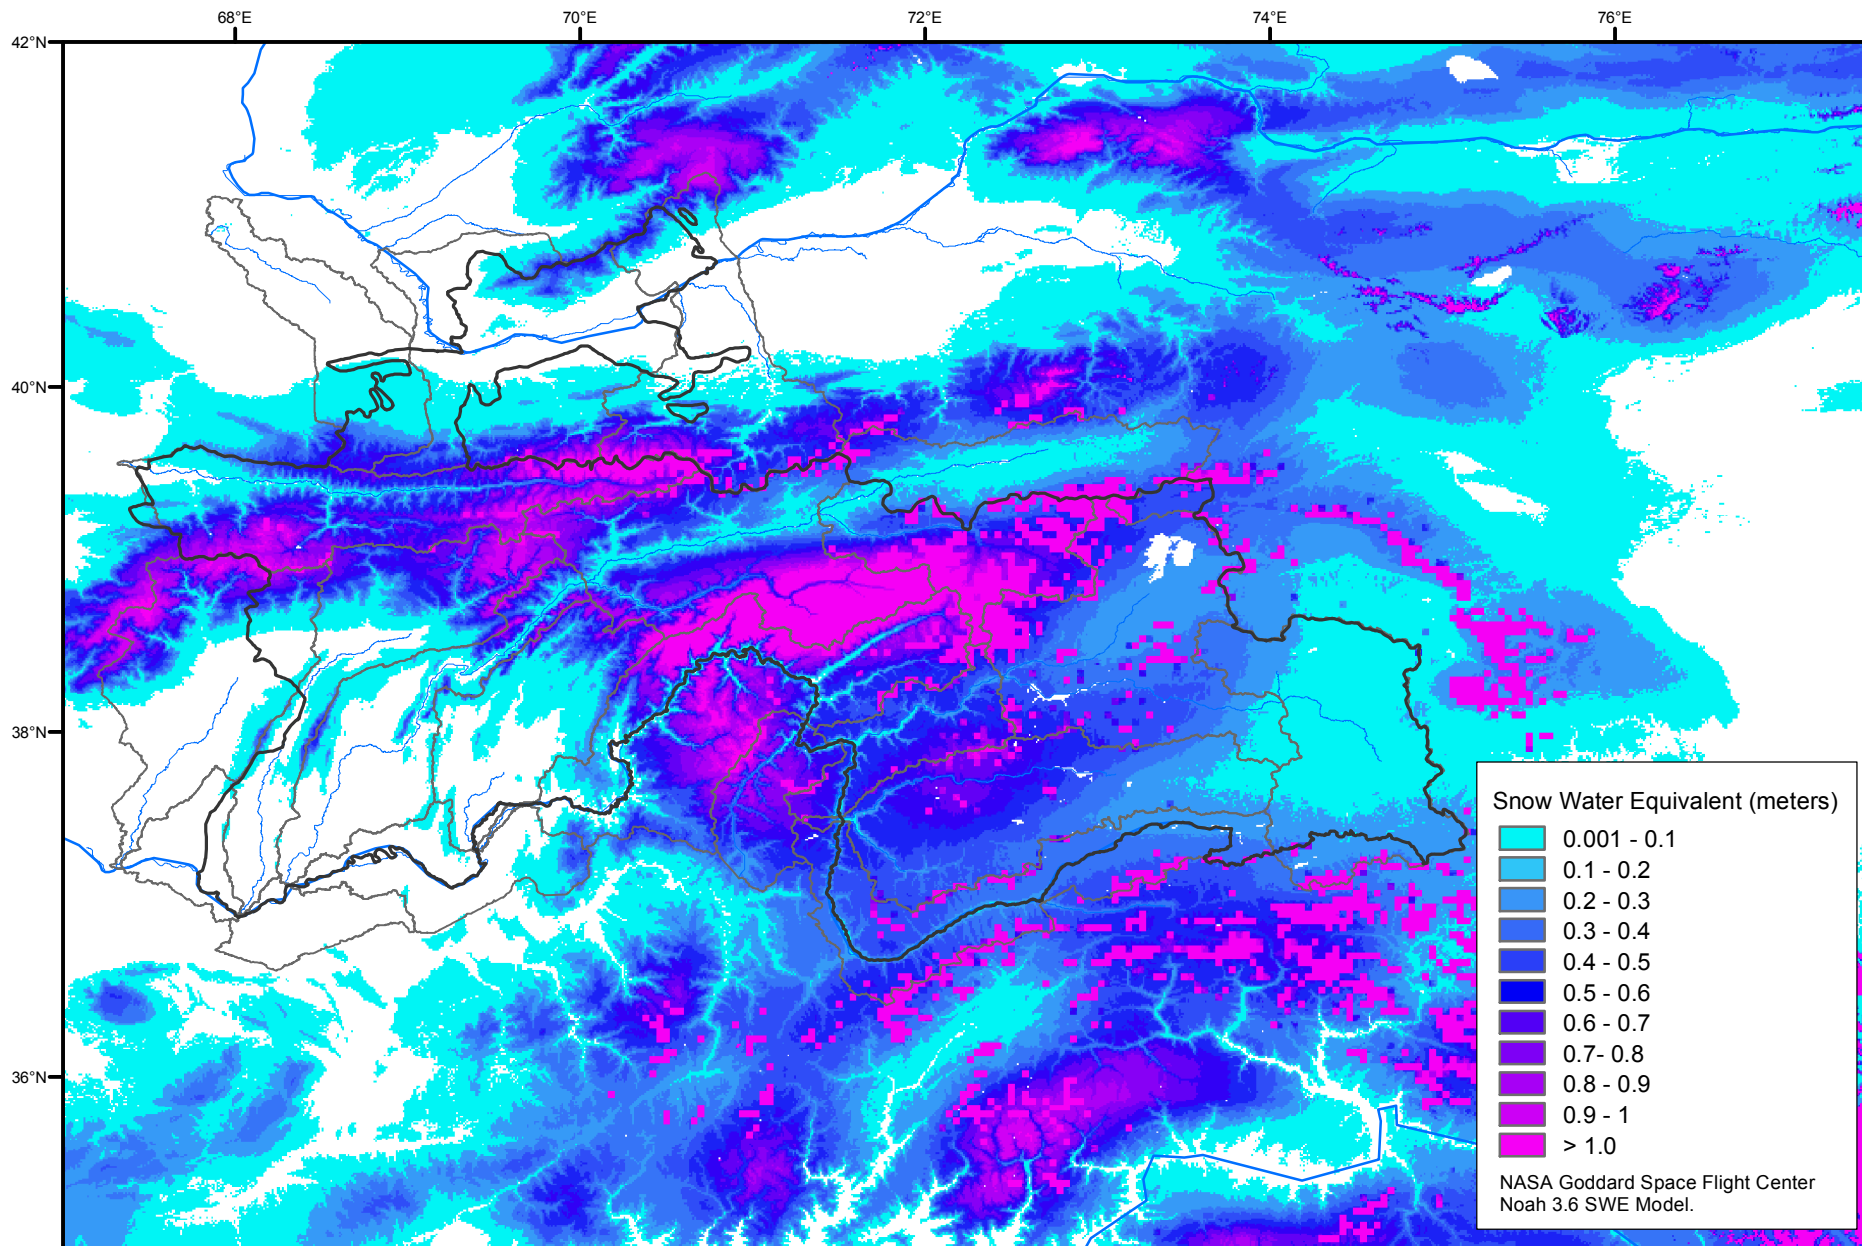 68°E 70°E 72°E 74°E 76°E
42°N
40°N
38°N
36°N
Snow Water Equivalent (meters)
0.001 - 0.1
0.1 - 0.2
0.2 - 0.3
0.3 - 0.4
0.4 - 0.5
0.5 - 0.6
0.6 - 0.7
0.7- 0.8
0.8 - 0.9
0.9 - 1
> 1.0
NASA Goddard Space Flight Center
Noah 3.6 SWE Model.